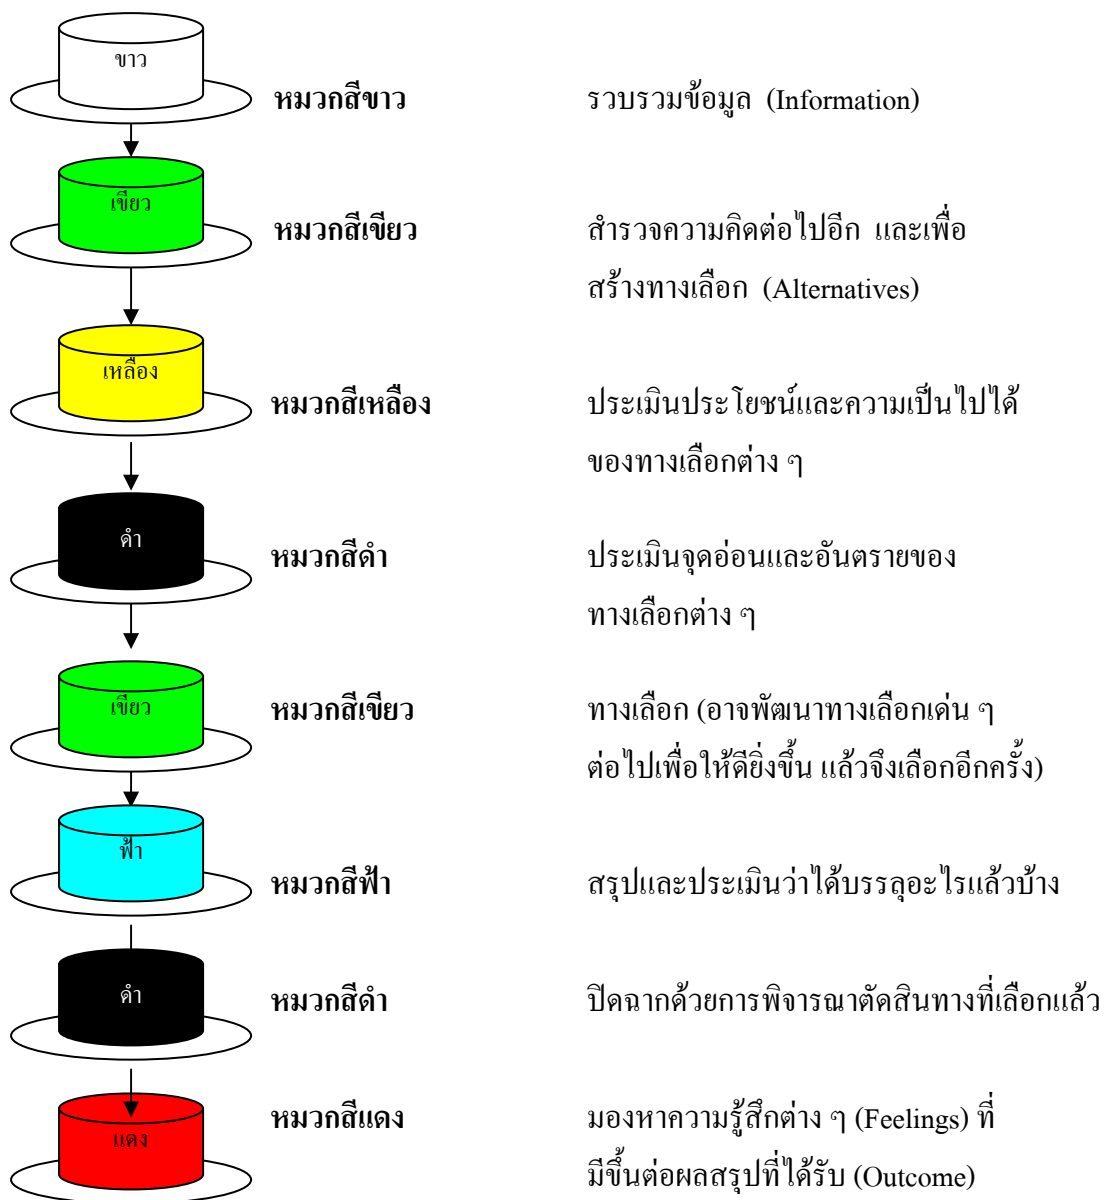 ขาว
หมวกสีขาว รวบรวมข้อมูล (Information)
เขียว
หมวกสีเขียว สำรวจความคิดต่อไปอีก และเพื่อ
สร้างทางเลือก (Alternatives)
เหลือง
หมวกสีเหลือง ประเมินประโยชน์และความเป็นไปได้
ของทางเลือกต่าง ๆ
ดำ
หมวกสีดำ ประเมินจุดอ่อนและอันตรายของ
ทางเลือกต่าง ๆ
เขียว
หมวกสีเขียว ทางเลือก (อาจพัฒนาทางเลือกเด่น ๆ
ต่อไปเพื่อให้ดียิ่งขึ้น แล้วจึงเลือกอีกครั้ง)
ฟ้า
หมวกสีฟ้า สรุปและประเมินว่าได้บรรลุอะไรแล้วบ้าง
ดำ
หมวกสีดำ ปิดฉากด้วยการพิจารณาตัดสินทางที่เลือกแล้ว
แดง
หมวกสีแดง มองหาความรู้สึกต่าง ๆ (Feelings) ที่
มีขึ้นต่อผลสรุปที่ได้รับ (Outcome)